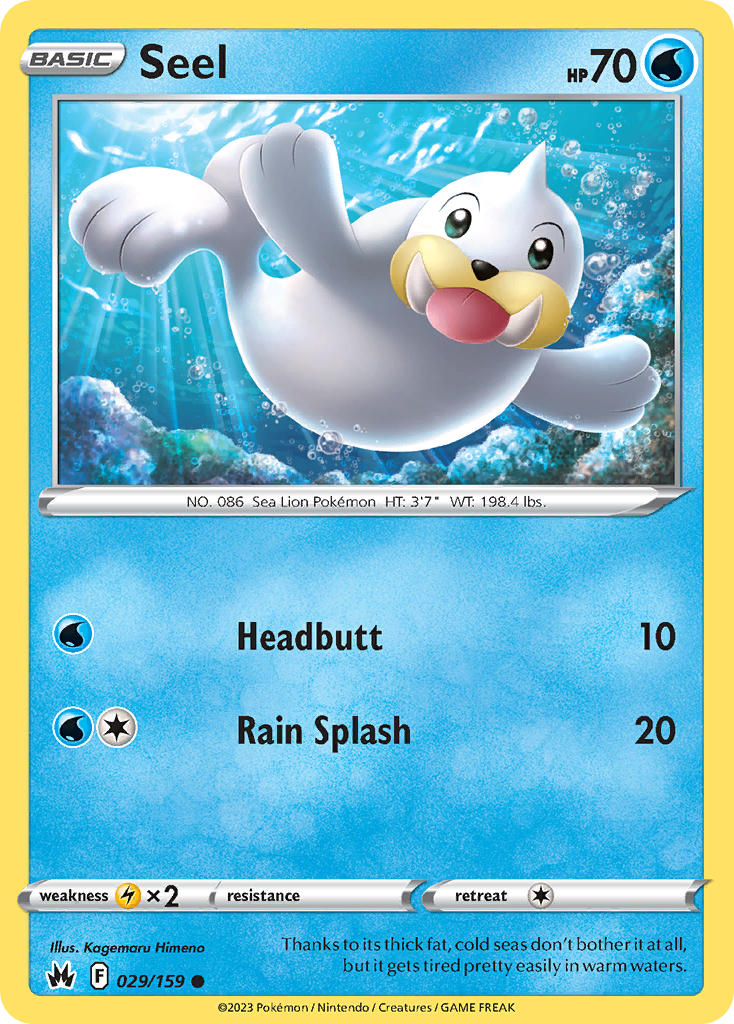 BASIC Seel HP70
NO. 086 Sea Lion Pokémon HT: 3'7" WT: 198.4 lbs.
Headbutt 10
Rain Splash 20
weakness ×2 resistance retreat
Illus. Kagemaru Himeno
Thanks to its thick fat, cold seas don't bother it at all,
but it gets tired pretty easily in warm waters.
F 029/159
©2023 Pokémon / Nintendo / Creatures / GAME FREAK